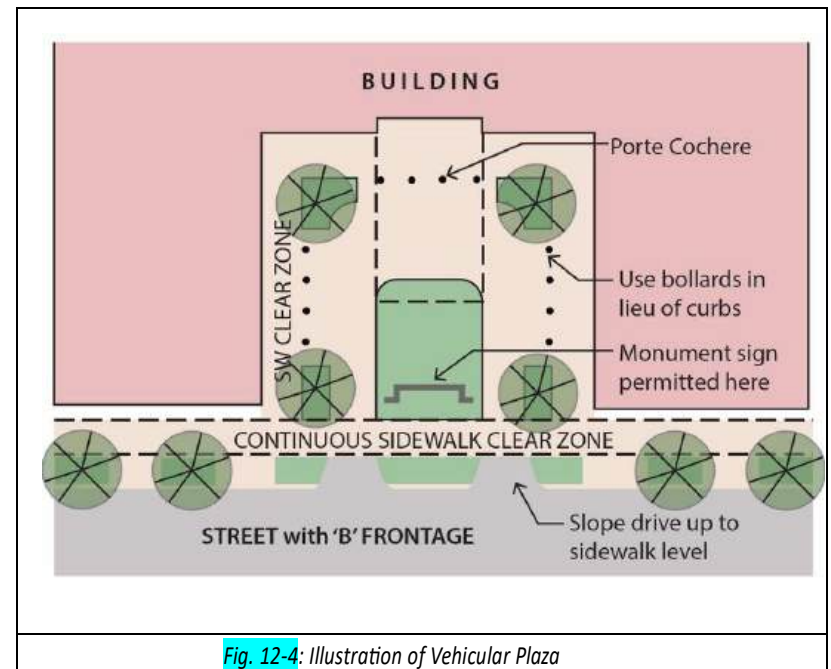 BUILDING
Porte Cochere
SW CLEAR ZONE
Use bollards in
lieu of curbs
Monument sign
permitted here
CONTINUOUS SIDEWALK CLEAR ZONE
STREET with 'B' FRONTAGE
Slope drive up to
sidewalk level
Fig. 12-4: Illustration of Vehicular Plaza